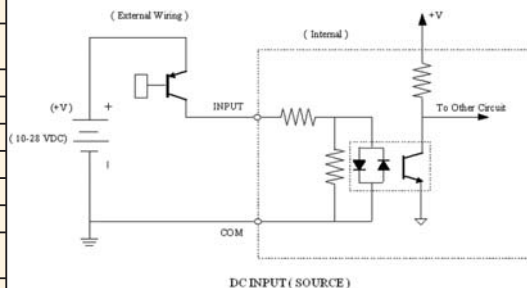 ( External Wiring )
+V
( Internal )
(+V)
+
INPUT
To Other Circuit
( 10-28 VDC)
-
COM
DC INPUT ( SOURCE )